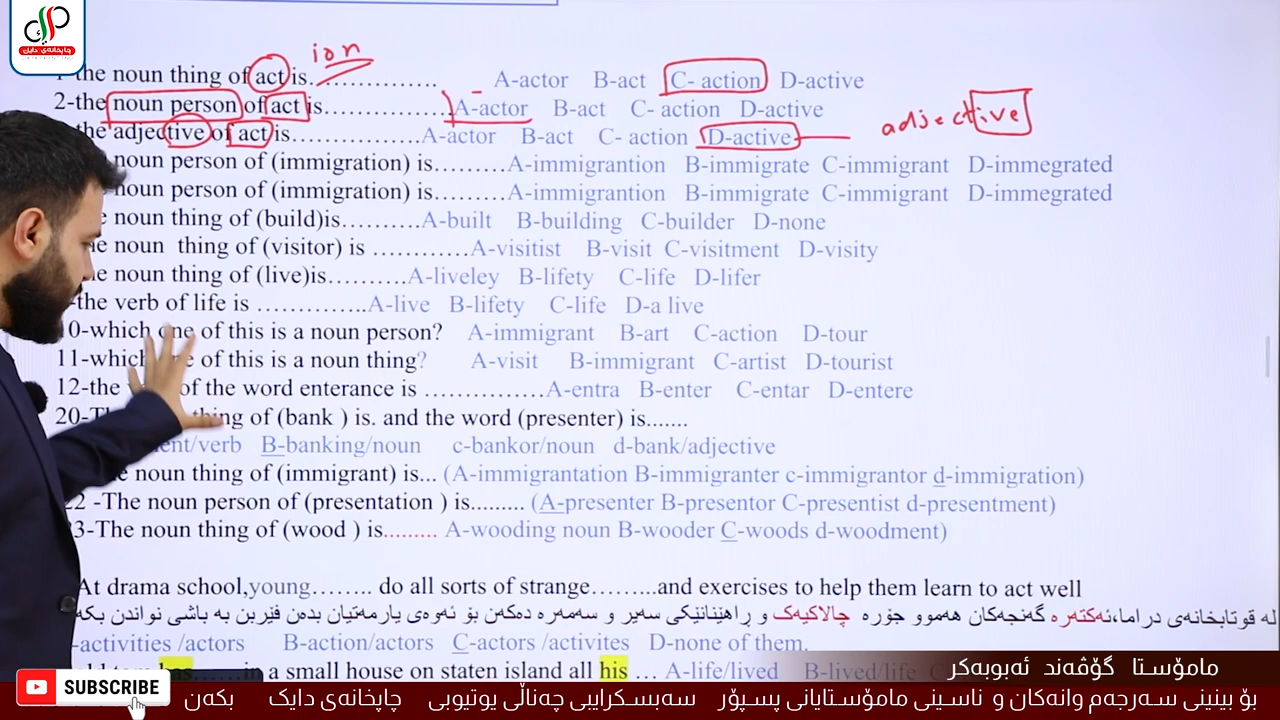 چاپخانەی دایک
ion
1-the noun thing of act is................ A-actor B-act C- action D-active
2-the noun person of act is................ A-actor B-act C- action D-active
the adjective of act is................A-actor B-act C- action D-active
adjective
noun person of (immigration) is.........A-immigrantion B-immigrate C-immigrant D-immegrated
noun person of (immigration) is.........A-immigrantion B-immigrate C-immigrant D-immegrated
noun thing of (build)is..........A-built B-building C-builder D-none
noun thing of (visitor) is ............A-visitist B-visit C-visitment D-visity
noun thing of (live)is..........A-liveley B-lifety C-life D-lifer
-the verb of life is ..............A-live B-lifety C-life D-a live
10-which one of this is a noun person? A-immigrant B-art C-action D-tour
11-which one of this is a noun thing? A-visit B-immigrant C-artist D-tourist
12-the of the word enterance is ...............A-entra B-enter C-entar D-entere
20- thing of (bank ) is. and the word (presenter) is.......
ent/verb B-banking/noun c-bankor/noun d-bank/adjective
noun thing of (immigrant) is... (A-immigrantation B-immigranter c-immigrantor d-immigration)
22 -The noun person of (presentation ) is......... (A-presenter B-presentor C-presentist d-presentment)
23-The noun thing of (wood ) is......... A-wooding noun B-wooder C-woods d-woodment)
At drama school,young........ do all sorts of strange.........and exercises to help them learn to act well
لە قوتابخانەی دراما،ئەکتەرە گەنجەکان هەموو جۆرە چالاکیەک و ڕاهێنانێکی سەیر و سەمەرە دەکەن بۆ ئەوەی یارمەتیان بدەن فێربن بە باشی نواندن بکە
-activities /actors B-action/actors C-actors /activites D-none of them.
has......in a small house on staten island all his ... A-life/lived B-lived/life
مامۆستا گۆڤەند ئەبوبەکر
SUBSCRIBE
بۆ بینینی سەرجەم وانەکان و ناسینی مامۆستایانی پسپۆر سەبسکرایبی چەناڵی یوتیوبی چاپخانەی دایک بکەن